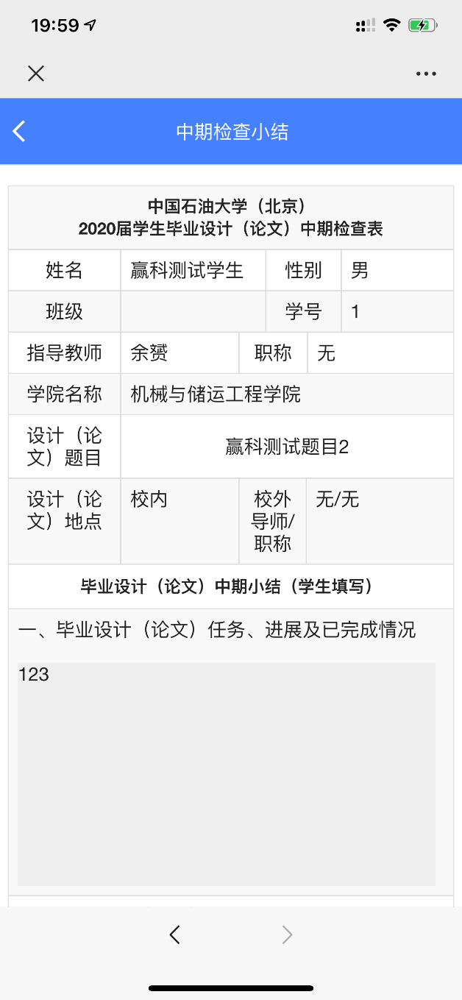 19:59
中期检查小结
中国石油大学（北京）
2020届学生毕业设计（论文）中期检查表
姓名 赢科测试学生 性别 男
班级 学号 1
指导教师 余赟 职称 无
学院名称 机械与储运工程学院
设计（论
文）题目
赢科测试题目2
设计（论
文）地点
校内
校外
导师/
职称
无/无
毕业设计（论文）中期小结（学生填写）
一、毕业设计（论文）任务、进展及已完成情况
123